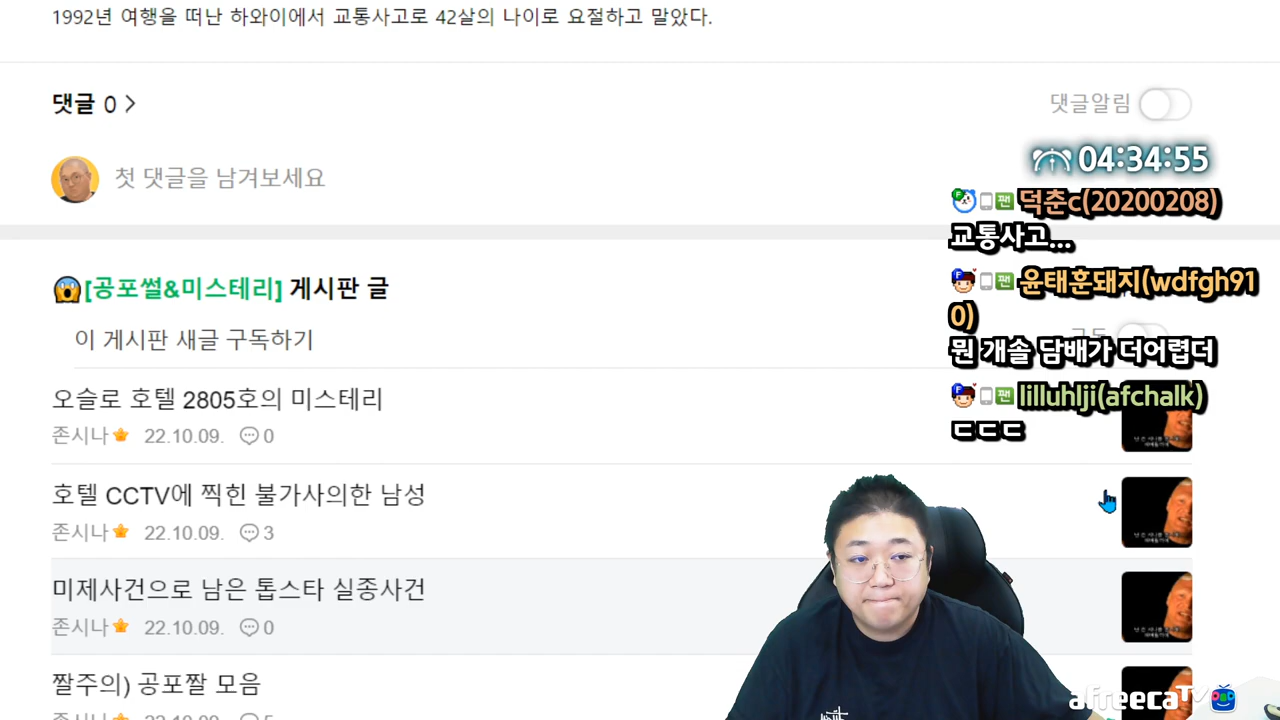 1992년 여행을 떠난 하와이에서 교통사고로 42살의 나이로 요절하고 말았다.
댓글 0
댓글알림
첫 댓글을 남겨보세요
04:34:55
덕춘c(20200208)
교통사고...
윤태훈돼지(wdfgh91
0)
뭔 개솔 담배가 더어렵더
lilluhlji(afchalk)
ㄷㄷㄷ
[공포썰&미스테리] 게시판 글
이 게시판 새글 구독하기
구독
오슬로 호텔 2805호의 미스테리
존시나 22.10.09. 0
호텔 CCTV에 찍힌 불가사의한 남성
존시나 22.10.09. 3
미제사건으로 남은 톱스타 실종사건
존시나 22.10.09. 0
짤주의) 공포짤 모음
존시나 22.10.09. 5
afreecaTV